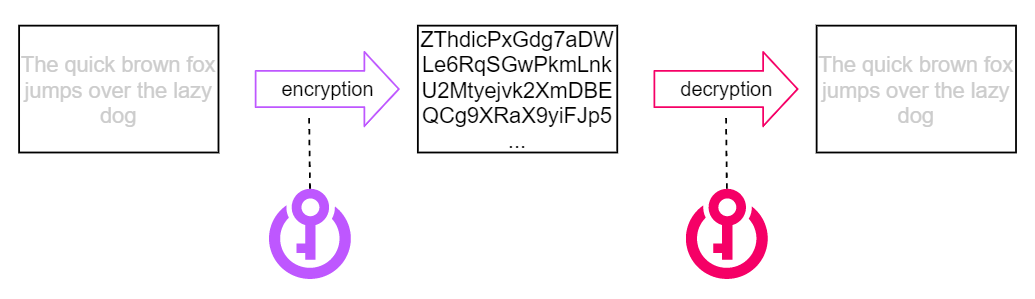 The quick brown fox
jumps over the lazy
dog
encryption
ZThdicPxGdg7aDW
Le6RqSGwPkmLnk
U2Mtyejvk2XmDBE
QCg9XRaX9yiFJp5
...
decryption
The quick brown fox
jumps over the lazy
dog